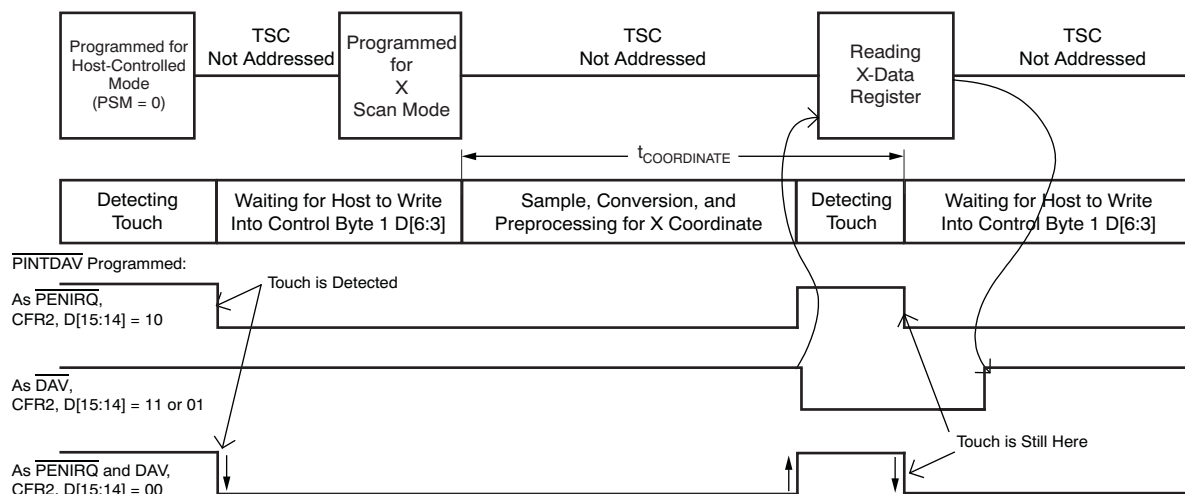 Programmed for
Host-Controlled
Mode
(PSM = 0)
TSC
Not Addressed
Programmed
for
X
Scan Mode
TSC
Not Addressed
Reading
X-Data
Register
TSC
Not Addressed
tCOORDINATE
Detecting
Touch
Waiting for Host to Write
Into Control Byte 1 D[6:3]
Sample, Conversion, and
Preprocessing for X Coordinate
Detecting
Touch
Waiting for Host to Write
Into Control Byte 1 D[6:3]
PINTDAV Programmed:
Touch is Detected
As PENIRQ,
CFR2, D[15:14] = 10
As DAV,
CFR2, D[15:14] = 11 or 01
Touch is Still Here
As PENIRQ and DAV,
CFR2, D[15:14] = 00